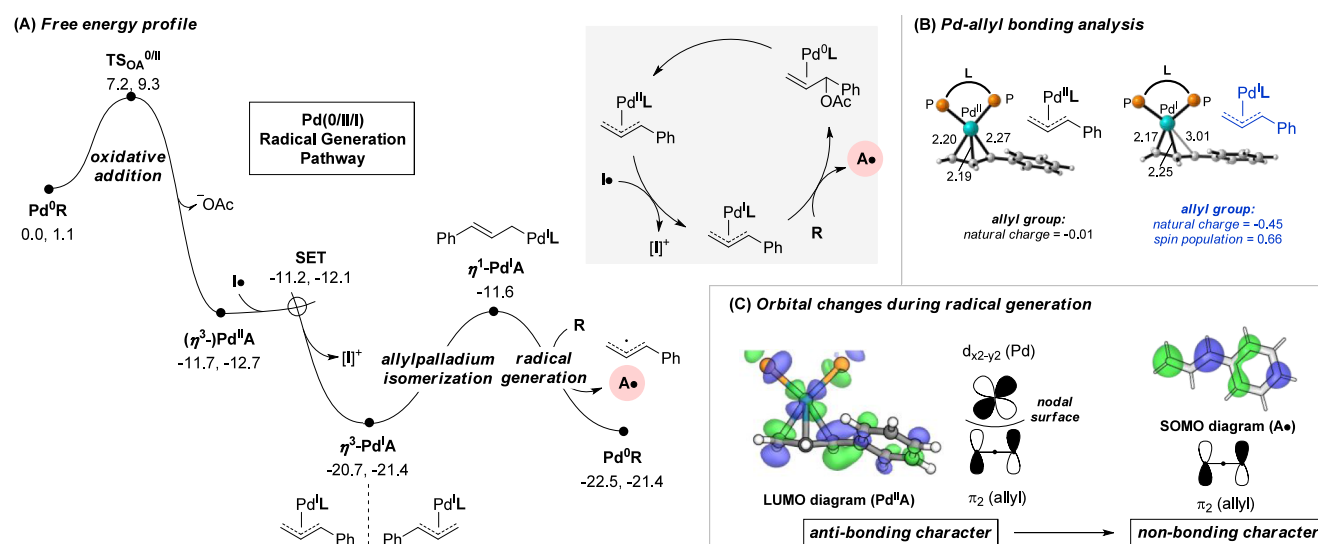 (A) Free energy profile
TS_OA^0/II
7.2, 9.3
Pd(0/II/I)
Radical Generation
Pathway
oxidative
addition
Pd⁰R
0.0, 1.1
⁻OAc
SET
-11.2, -12.1
I•
(η³-)PdᴵᴵA
-11.7, -12.7
[I]⁺
Ph
PdᴵL
η¹-PdᴵA
-11.6
allylpalladium
isomerization
R
radical
generation
Ph
A•
η³-PdᴵA
-20.7, -21.4
Pd⁰R
-22.5, -21.4
PdᴵL
Ph
PdᴵL
Ph
Pd⁰L
Ph
OAc
PdᴵᴵL
Ph
I•
[I]⁺
PdᴵL
Ph
R
A•
(B) Pd-allyl bonding analysis
L
P
P
Pdᴵᴵ
2.20
2.27
2.19
PdᴵᴵL
Ph
allyl group:
natural charge = -0.01
L
P
P
Pdᴵ
2.17
3.01
2.25
PdᴵL
Ph
allyl group:
natural charge = -0.45
spin population = 0.66
(C) Orbital changes during radical generation
d_x2-y2 (Pd)
nodal
surface
π₂ (allyl)
LUMO diagram (PdᴵᴵA)
SOMO diagram (A•)
π₂ (allyl)
anti-bonding character
non-bonding character